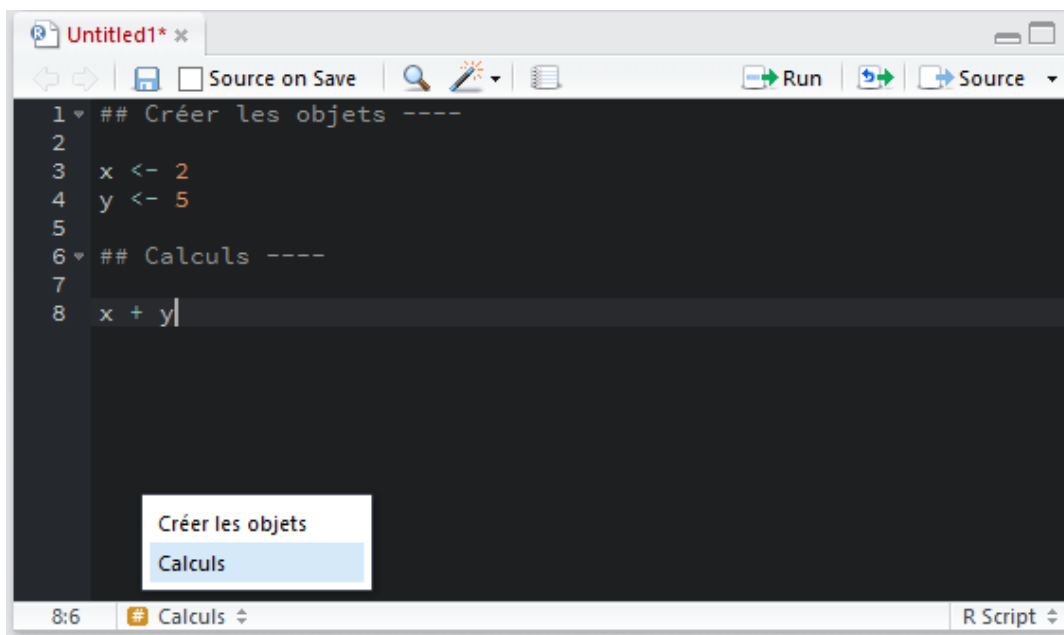 Untitled1*
Source on Save Run Source
1 ## Créer les objets ----
2
3 x <- 2
4 y <- 5
5
6 ## Calculs ----
7
8 x + y
Créer les objets
Calculs
8:6 # Calculs R Script